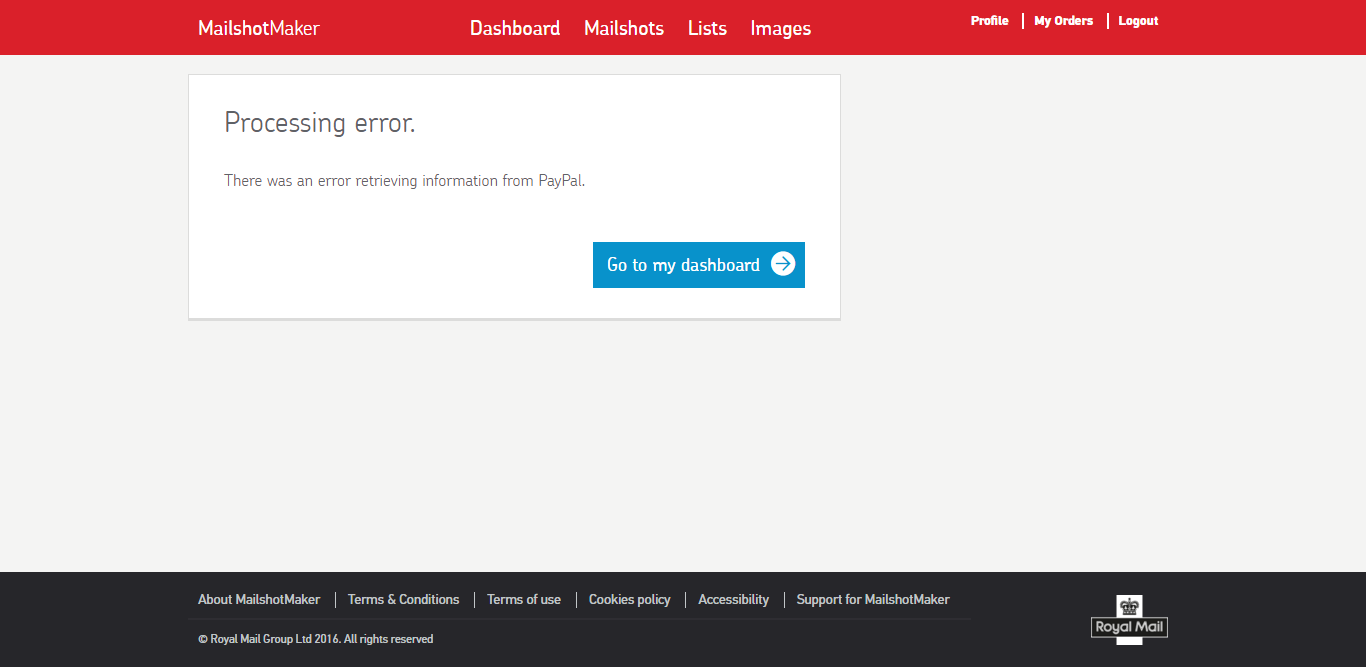 MailshotMaker
Dashboard Mailshots Lists Images
Profile My Orders Logout
Processing error.
There was an error retrieving information from PayPal.
Go to my dashboard
About MailshotMaker Terms & Conditions Terms of use Cookies policy Accessibility Support for MailshotMaker
© Royal Mail Group Ltd 2016. All rights reserved
Royal Mail